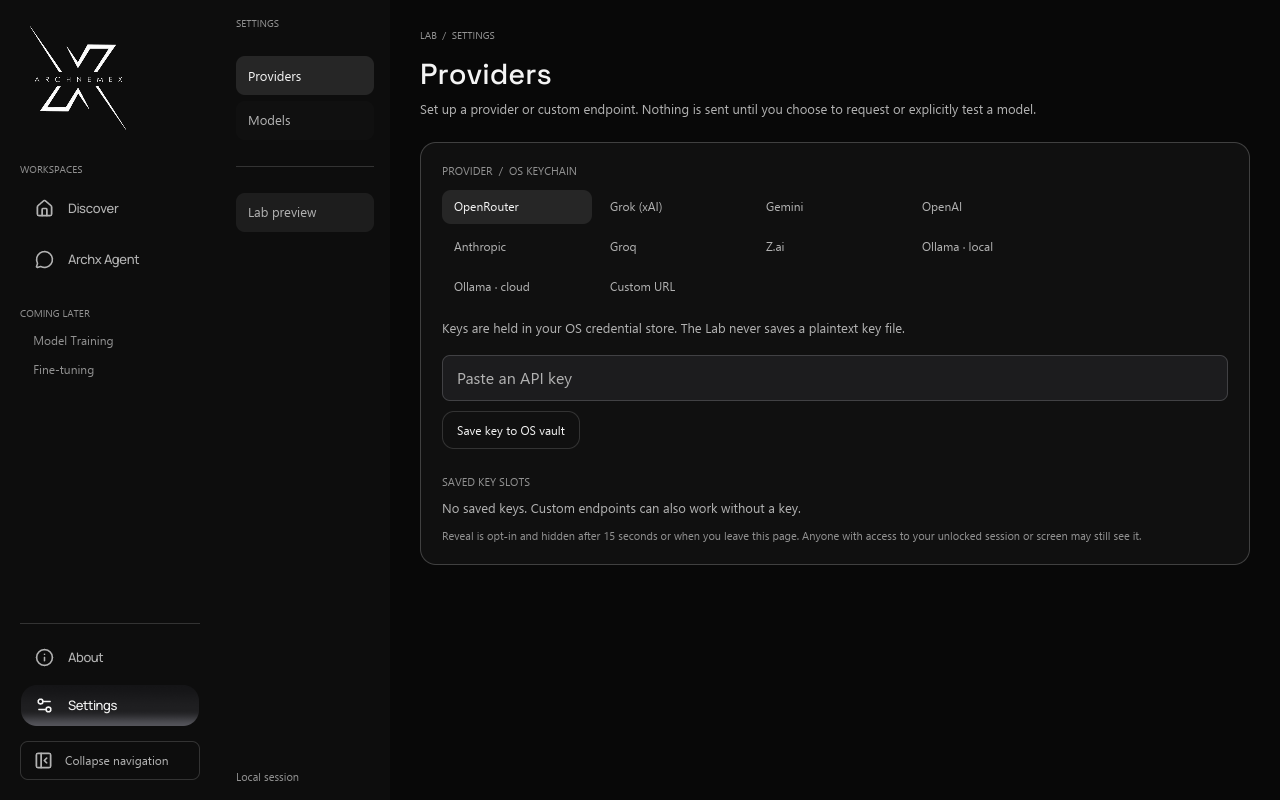 ARCHNEMEX
WORKSPACES
Discover
Archx Agent
COMING LATER
Model Training
Fine-tuning
About
Settings
Collapse navigation
SETTINGS
Providers
Models
Lab preview
Local session
LAB / SETTINGS
Providers
Set up a provider or custom endpoint. Nothing is sent until you choose to request or explicitly test a model.
PROVIDER / OS KEYCHAIN
OpenRouter Grok (xAI) Gemini OpenAI
Anthropic Groq Z.ai Ollama · local
Ollama · cloud Custom URL
Keys are held in your OS credential store. The Lab never saves a plaintext key file.
Paste an API key
Save key to OS vault
SAVED KEY SLOTS
No saved keys. Custom endpoints can also work without a key.
Reveal is opt-in and hidden after 15 seconds or when you leave this page. Anyone with access to your unlocked session or screen may still see it.